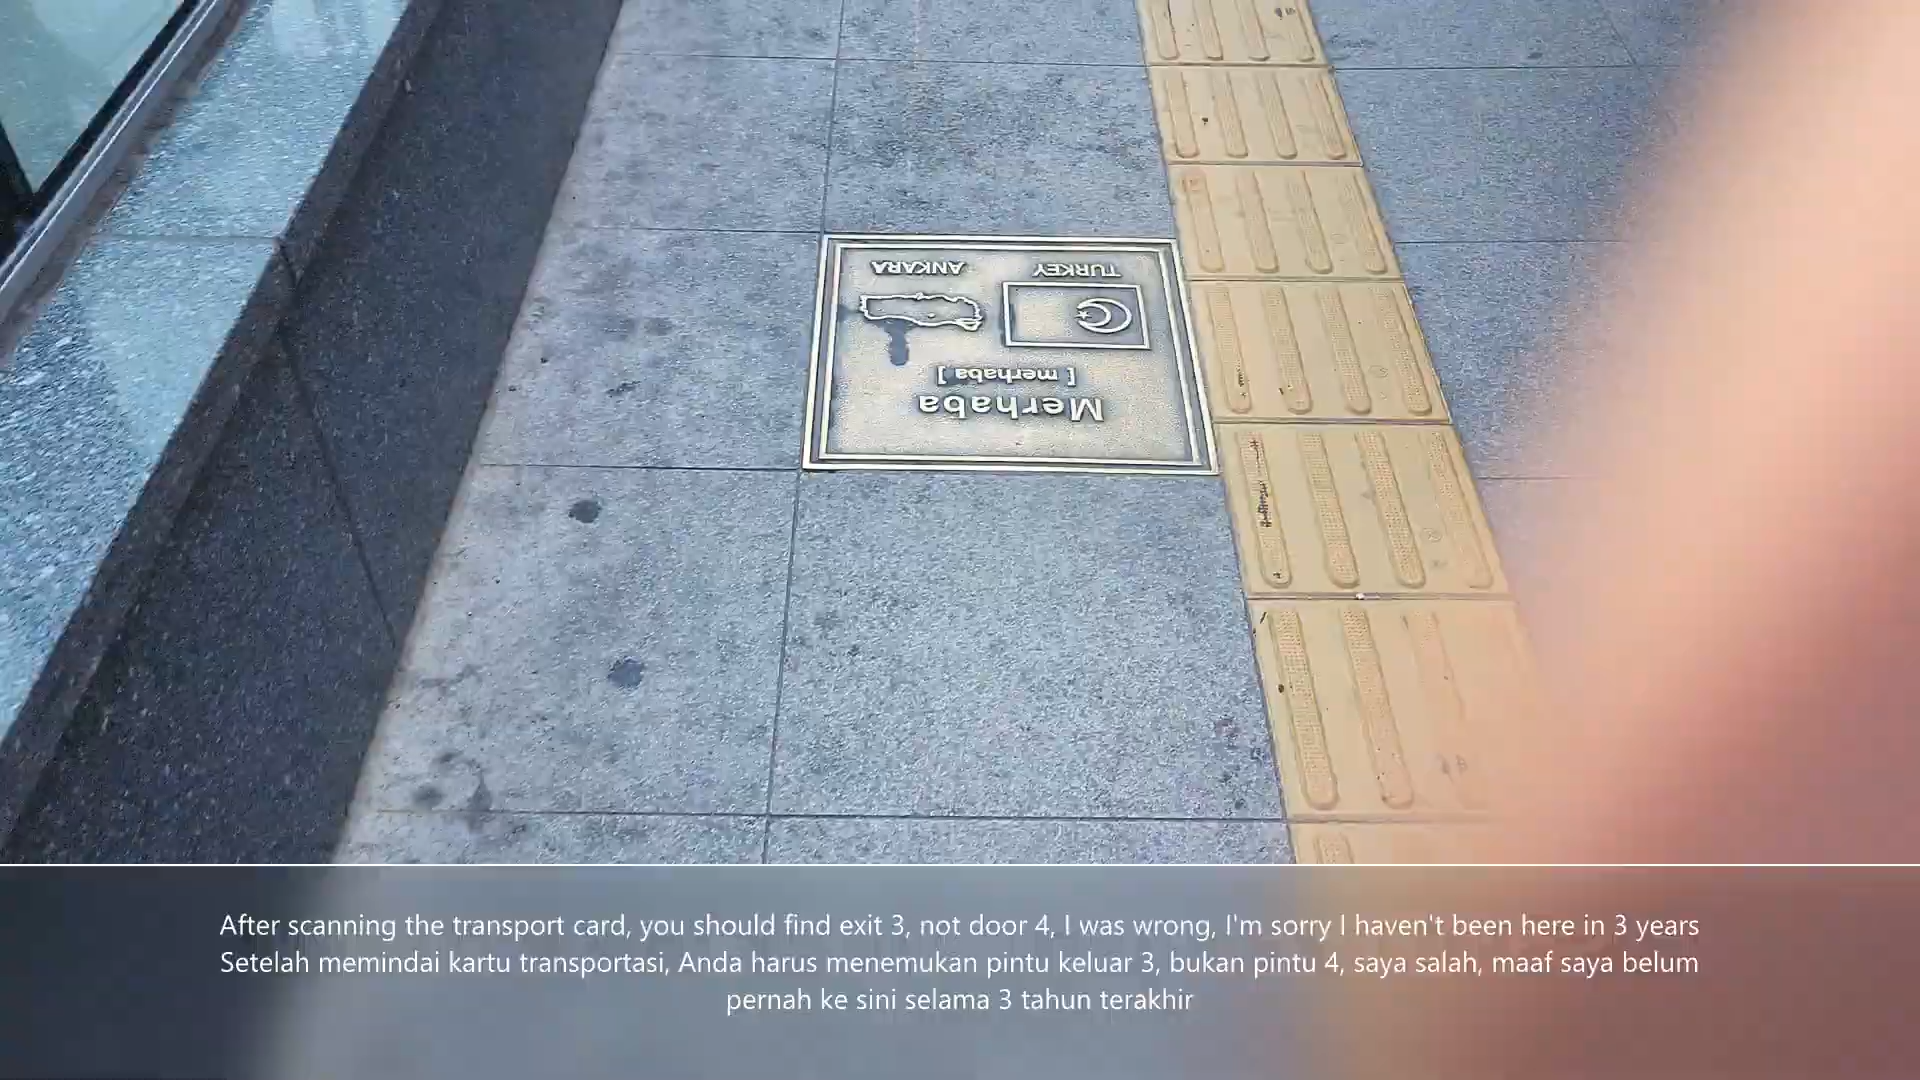 Merhaba
[ merhaba ]
TURKEY
ANKARA
After scanning the transport card, you should find exit 3, not door 4, I was wrong, I'm sorry I haven't been here in 3 years
Setelah memindai kartu transportasi, Anda harus menemukan pintu keluar 3, bukan pintu 4, saya salah, maaf saya belum
pernah ke sini selama 3 tahun terakhir